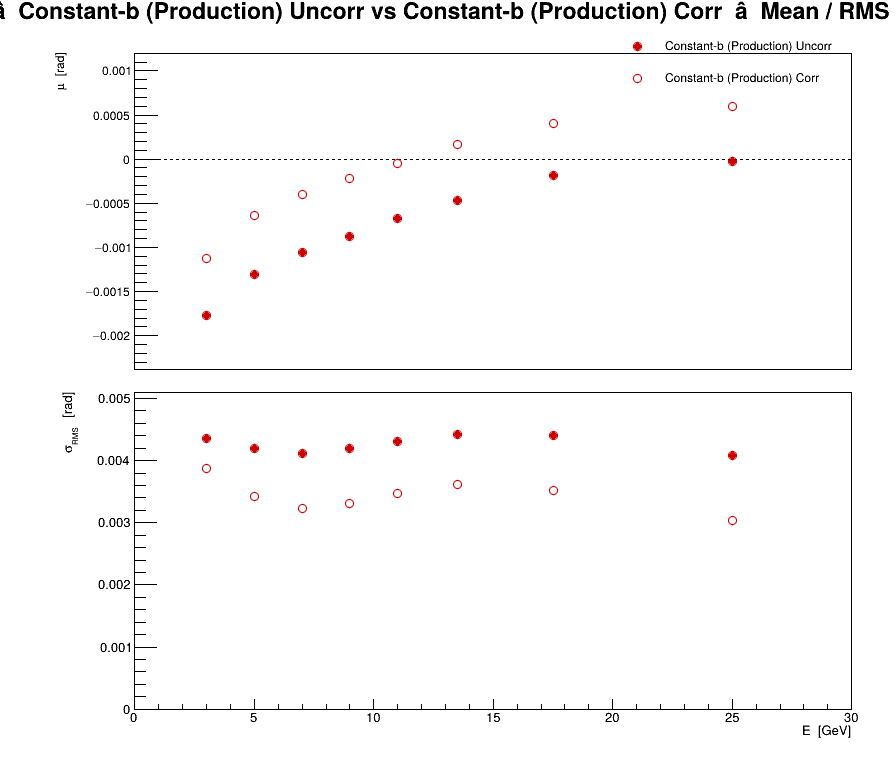 â Constant-b (Production) Uncorr vs Constant-b (Production) Corr â Mean / RMS
Constant-b (Production) Uncorr
Constant-b (Production) Corr
μ [rad]
0.001
0.0005
0
−0.0005
−0.001
−0.0015
−0.002
σRMS [rad]
0.005
0.004
0.003
0.002
0.001
0
0 5 10 15 20 25 30
E [GeV]